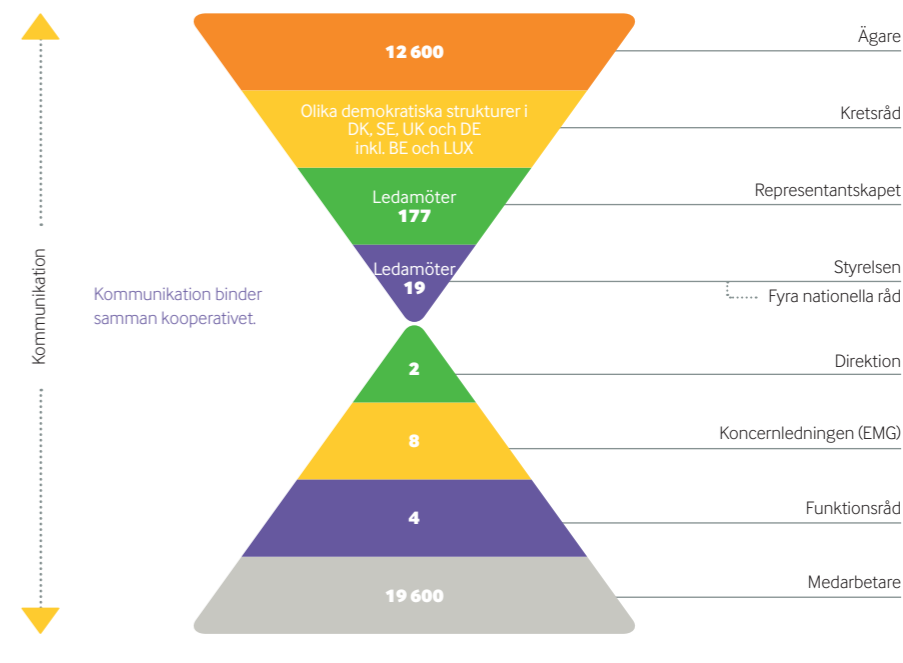 12 600
Ägare
Olika demokratiska strukturer i
DK, SE, UK och DE
inkl. BE och LUX
Kretsråd
Ledamöter
177
Representantskapet
Ledamöter
19
Styrelsen
Fyra nationella råd
Kommunikation
Kommunikation binder
samman kooperativet.
2
Direktion
8
Koncernledningen (EMG)
4
Funktionsråd
19 600
Medarbetare